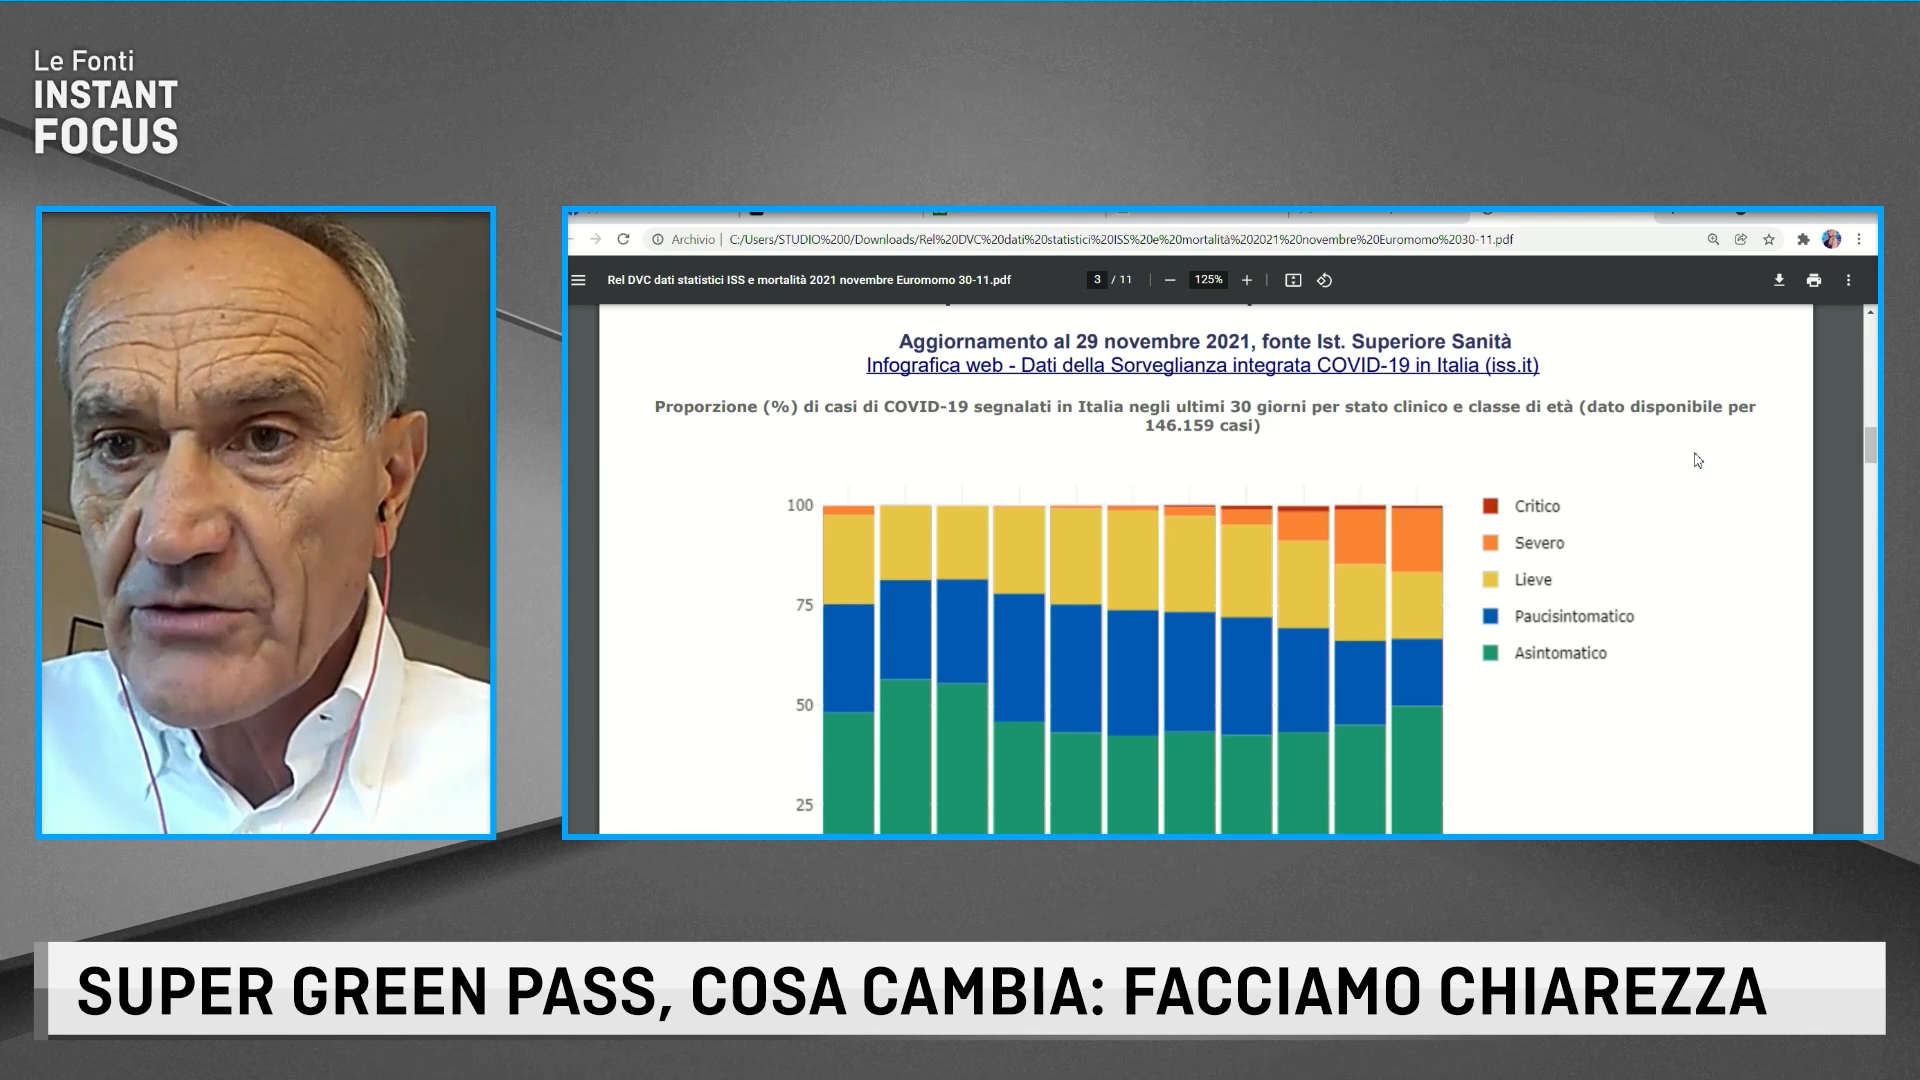 Le Fonti
INSTANT
FOCUS
Archivio | C:/Users/STUDIO%200/Downloads/Rel%20DVC%20dati%20statistici%20ISS%20e%20mortalità%202021%20novembre%20Euromomo%2030-11.pdf
Rel DVC dati statistici ISS e mortalità 2021 novembre Euromomo 30-11.pdf 3 / 11 125%
Aggiornamento al 29 novembre 2021, fonte Ist. Superiore Sanità
Infografica web - Dati della Sorveglianza integrata COVID-19 in Italia (iss.it)
Proporzione (%) di casi di COVID-19 segnalati in Italia negli ultimi 30 giorni per stato clinico e classe di età (dato disponibile per
146.159 casi)
100
75
50
25
Critico
Severo
Lieve
Paucisintomatico
Asintomatico
SUPER GREEN PASS, COSA CAMBIA: FACCIAMO CHIAREZZA